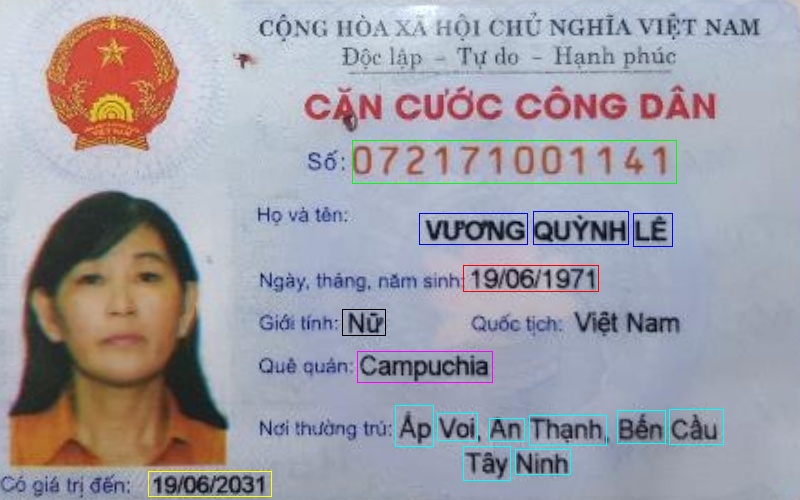 CỘNG HÒA XÃ HỘI CHỦ NGHĨA VIỆT NAM
Độc lập - Tự do - Hạnh phúc
CĂN CƯỚC CÔNG DÂN
Số: 072171001141
Họ và tên: VƯƠNG QUỲNH LÊ
Ngày, tháng, năm sinh: 19/06/1971
Giới tính: Nữ Quốc tịch: Việt Nam
Quê quán: Campuchia
Nơi thường trú: Ấp Voi, An Thạnh, Bến Cầu
Tây Ninh
Có giá trị đến: 19/06/2031